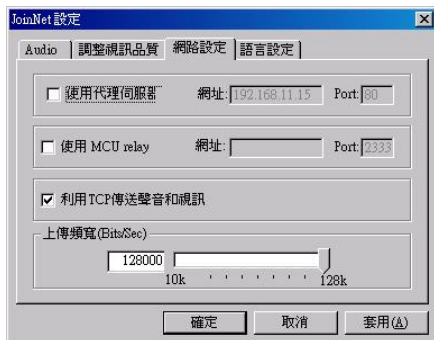 JoinNet 設定
Audio 調整視訊品質 網路設定 語言設定
使用代理伺服器 網址: 192.168.11.15 Port: 80
使用 MCU relay 網址: Port: 2333
利用TCP傳送聲音和視訊
上傳頻寬(Bits/Sec)
128000
10k 128k
確定 取消 套用(A)